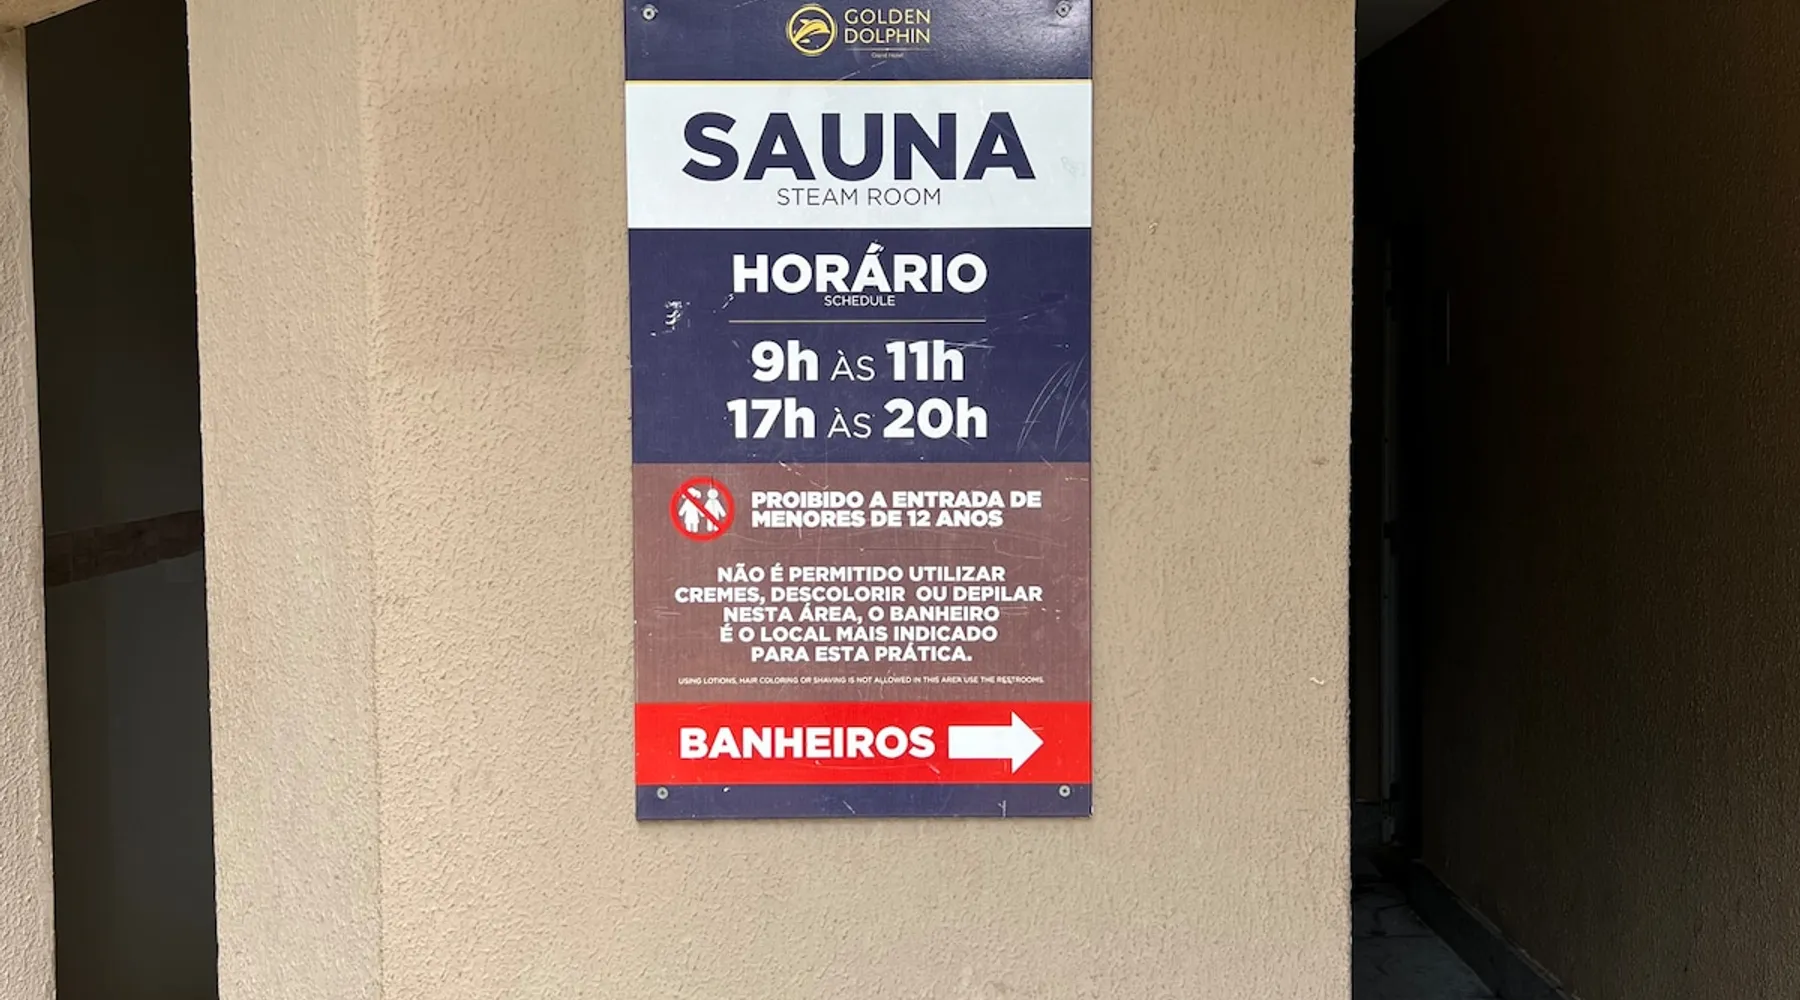 GOLDEN
DOLPHIN
Grand Hotel
SAUNA
STEAM ROOM
HORÁRIO
SCHEDULE
9h ÀS 11h
17h ÀS 20h
PROIBIDO A ENTRADA DE
MENORES DE 12 ANOS
NÃO É PERMITIDO UTILIZAR
CREMES, DESCOLORIR OU DEPILAR
NESTA ÁREA, O BANHEIRO
É O LOCAL MAIS INDICADO
PARA ESTA PRÁTICA.
USING LOTIONS, HAIR COLORING OR SHAVING IS NOT ALLOWED IN THIS AREA USE THE RESTROOMS.
BANHEIROS